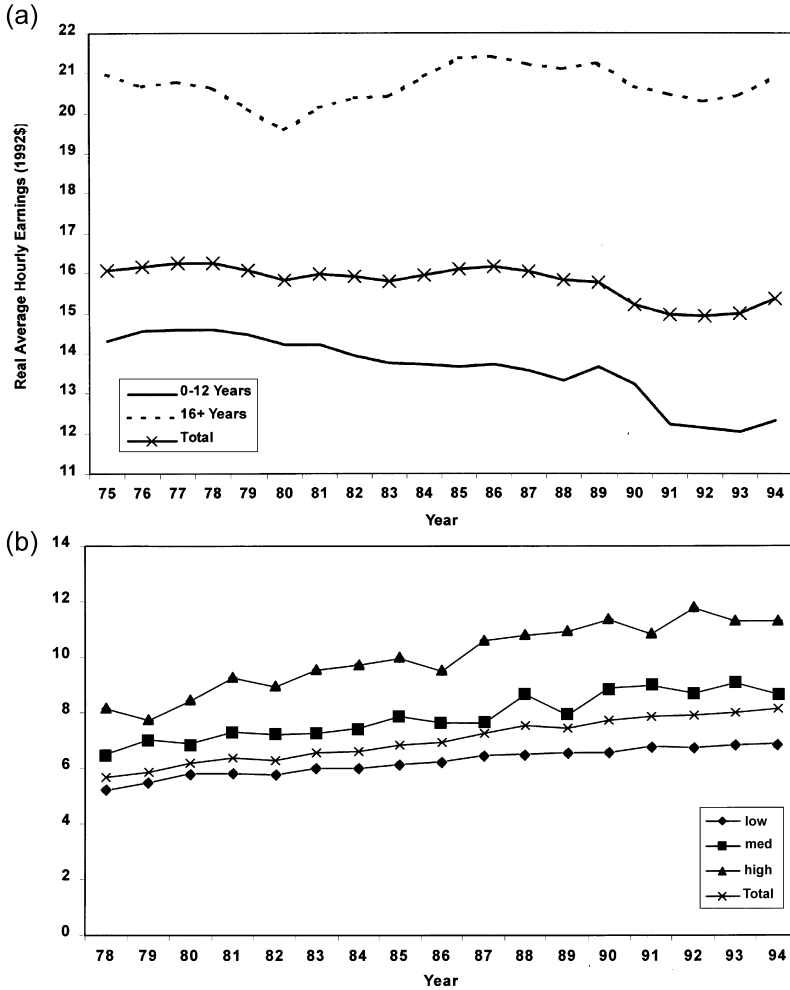 (a)
22
21
20
19
18
17
16
15
14
13
12
11
Real Average Hourly Earnings (1992$)
0-12 Years
16+ Years
Total
75 76 77 78 79 80 81 82 83 84 85 86 87 88 89 90 91 92 93 94
Year
(b)
14
12
10
8
6
4
2
0
low
med
high
Total
78 79 80 81 82 83 84 85 86 87 88 89 90 91 92 93 94
Year